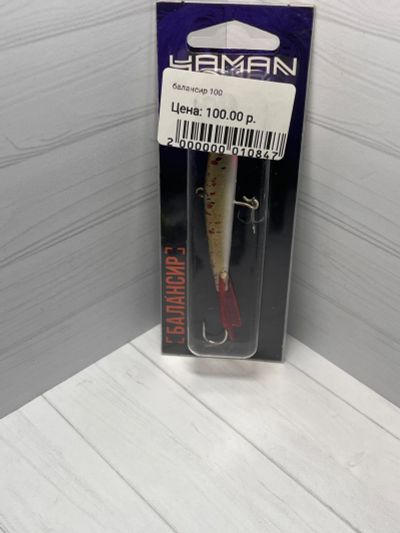 YAMAN
балансир 100
Цена: 100.00 р.
2 000000 010847
[БАЛАНСИР]